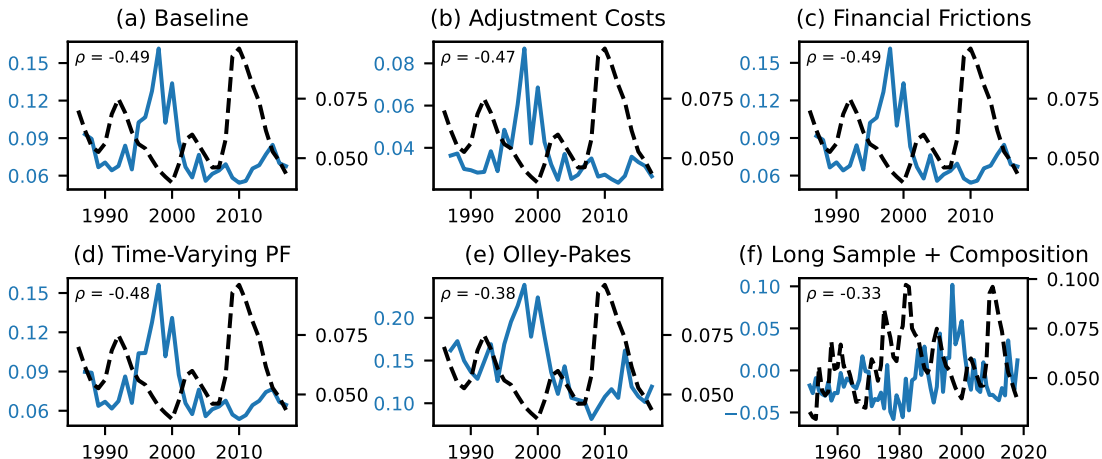 (a) Baseline
(b) Adjustment Costs
(c) Financial Frictions
ρ = -0.49
0.15
0.12
0.09
0.06
0.075
0.050
1990 2000 2010
ρ = -0.47
0.08
0.06
0.04
0.075
0.050
1990 2000 2010
ρ = -0.49
0.15
0.12
0.09
0.06
0.075
0.050
1990 2000 2010
(d) Time-Varying PF
(e) Olley-Pakes
(f) Long Sample + Composition
ρ = -0.48
0.15
0.12
0.09
0.06
0.075
0.050
1990 2000 2010
ρ = -0.38
0.20
0.15
0.10
0.075
0.050
1990 2000 2010
ρ = -0.33
0.10
0.05
0.00
−0.05
0.100
0.075
0.050
1960 1980 2000 2020